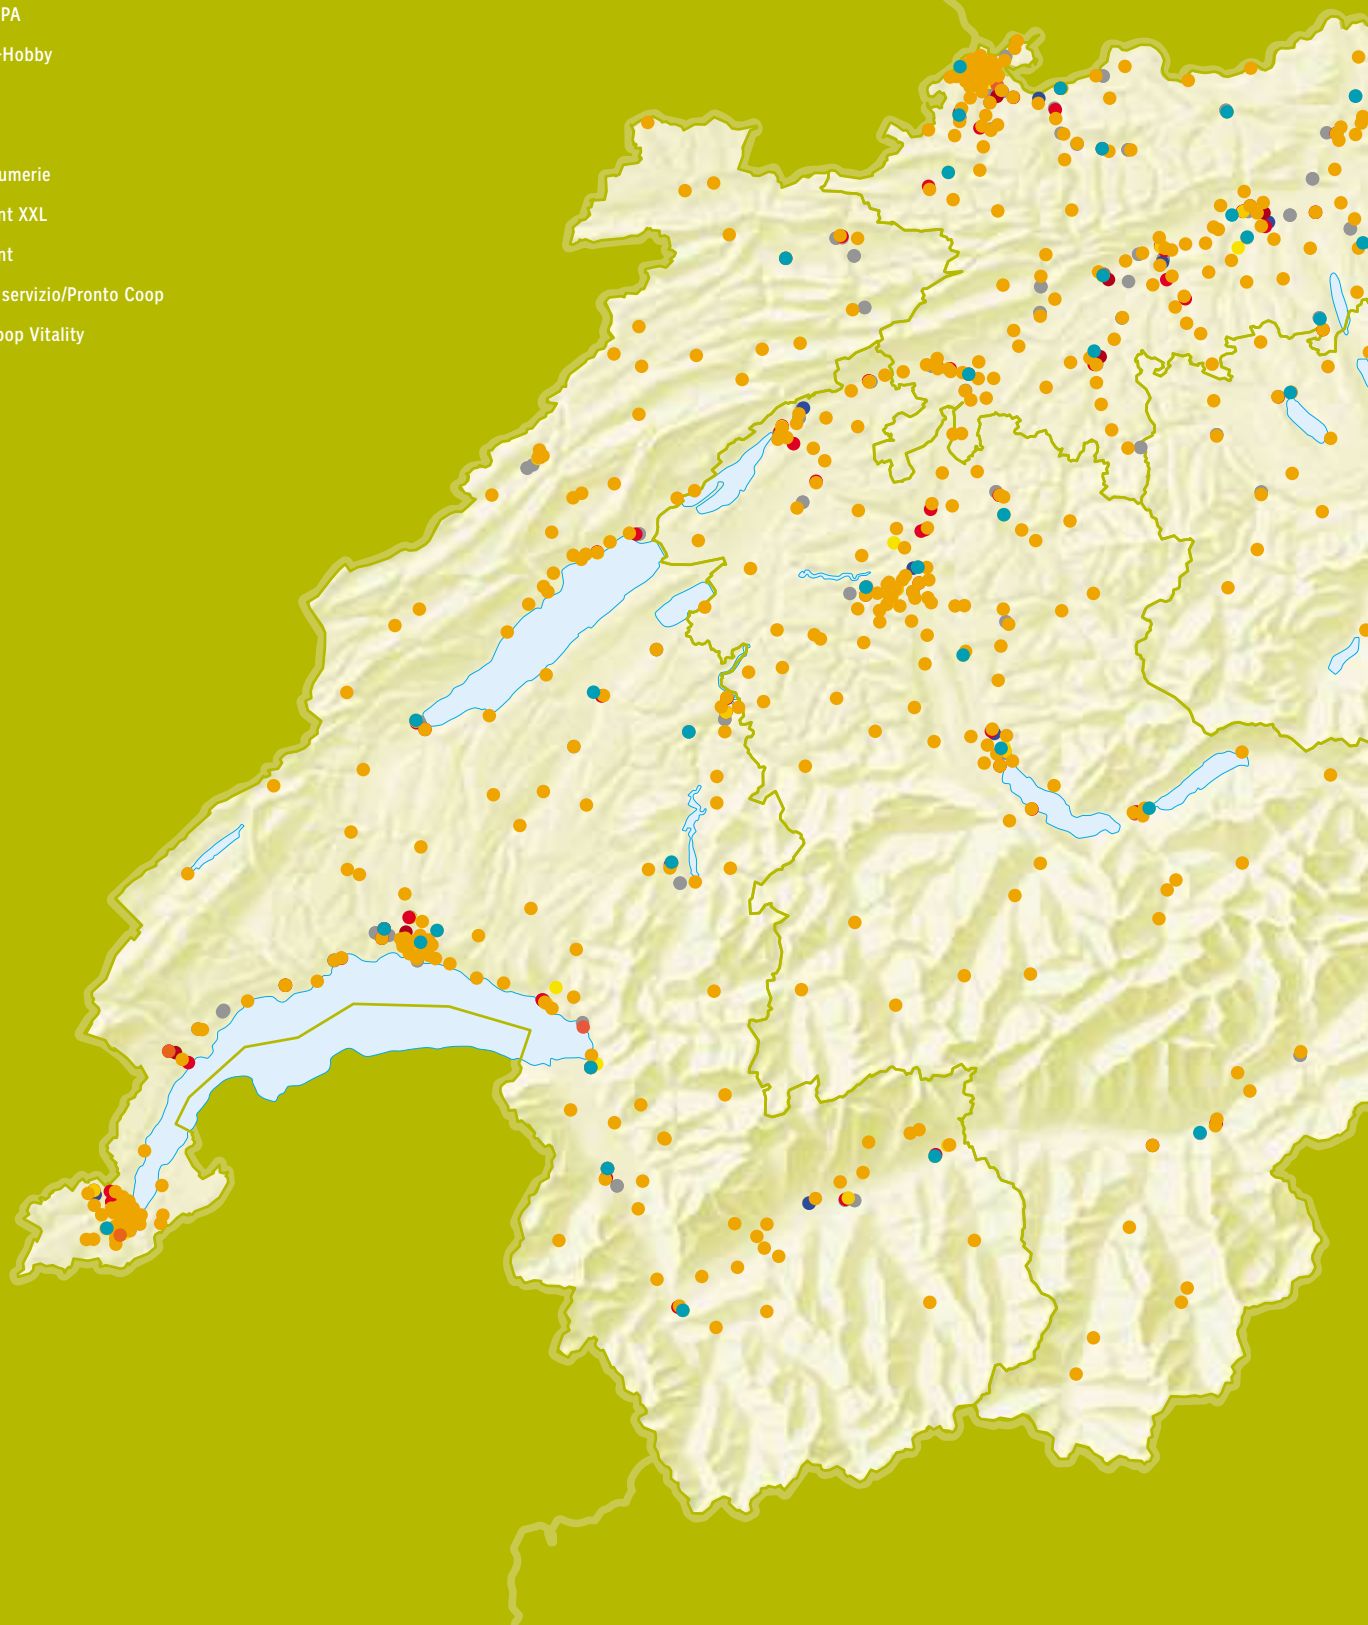 PA
-Hobby
umerie
nt XXL
nt
servizio/Pronto Coop
oop Vitality